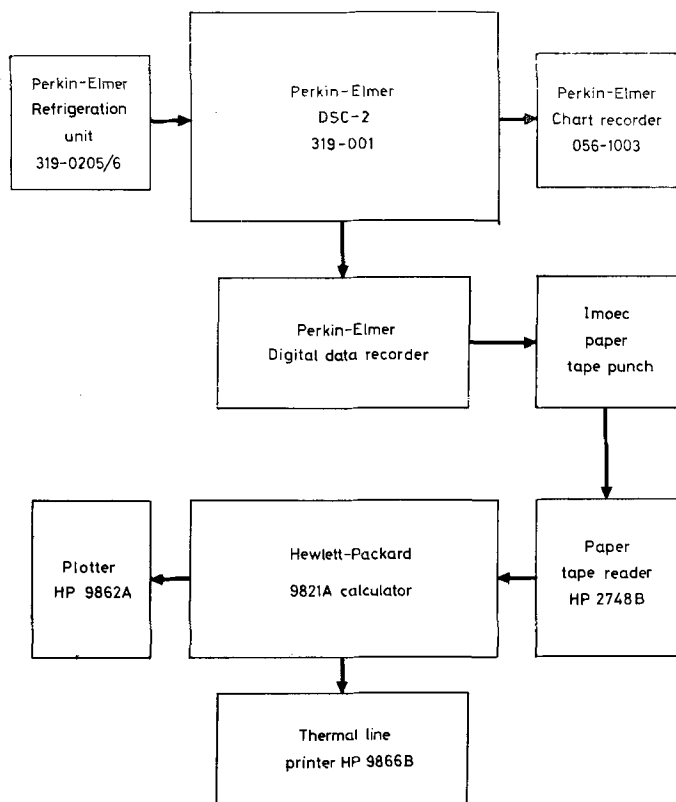 Perkin-Elmer
Refrigeration
unit
319-0205/6
Perkin-Elmer
DSC-2
319-001
Perkin-Elmer
Chart recorder
056-1003
Perkin-Elmer
Digital data recorder
Imoec
paper
tape punch
Plotter
HP 9862A
Hewlett-Packard
9821A calculator
Paper
tape reader
HP 2748B
Thermal line
printer HP 9866B